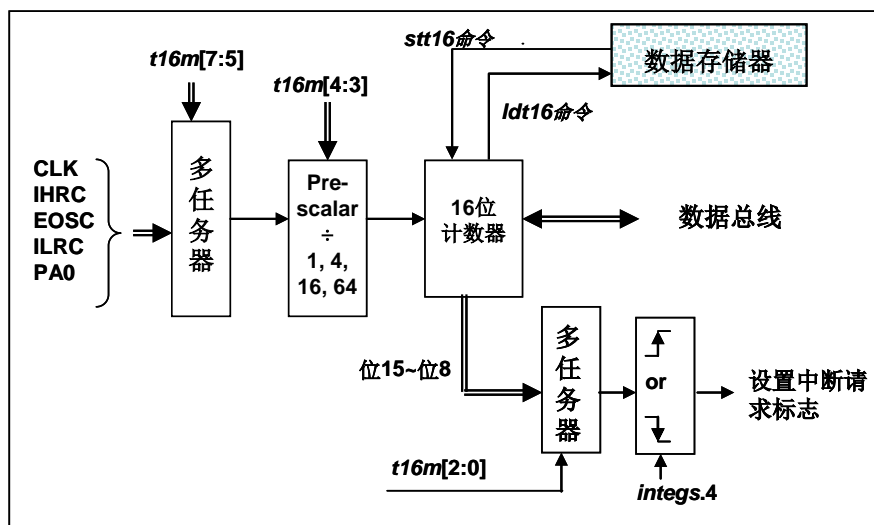 stt16命令
数据存储器
t16m[7:5]
t16m[4:3]
ldt16命令
CLK
IHRC
EOSC
ILRC
PA0
多
任
务
器
Pre-
scalar
÷
1, 4,
16, 64
16位
计数器
数据总线
位15~位8
多
任
务
器
or
设置中断请
求标志
t16m[2:0]
integs.4